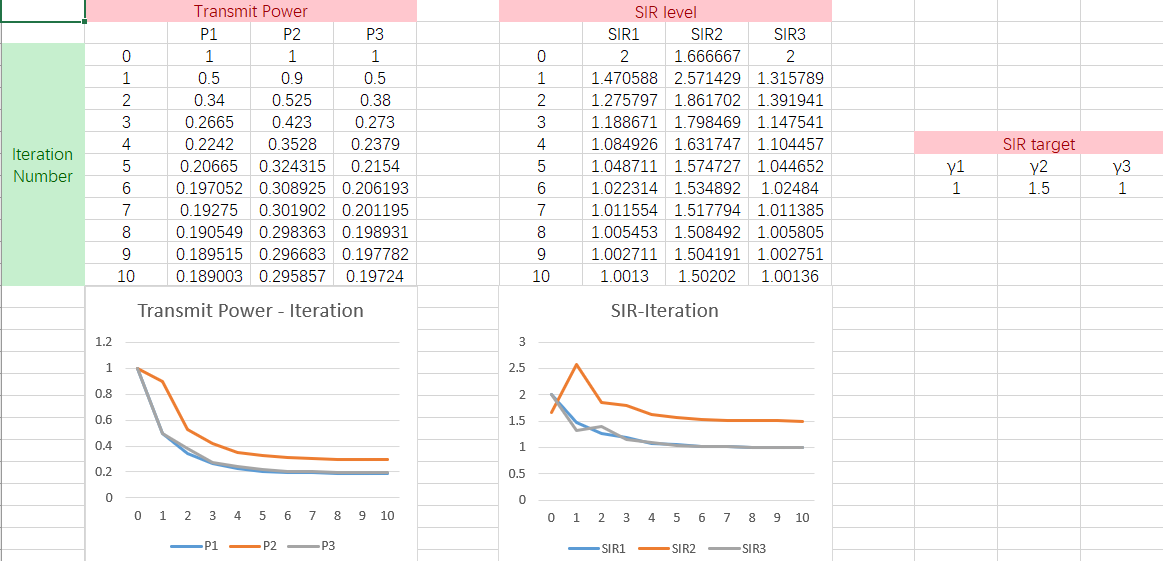 Transmit Power SIR level
P1 P2 P3 SIR1 SIR2 SIR3
0 1 1 1 0 2 1.666667 2
1 0.5 0.9 0.5 1 1.470588 2.571429 1.315789
2 0.34 0.525 0.38 2 1.275797 1.861702 1.391941
3 0.2665 0.423 0.273 3 1.188671 1.798469 1.147541
4 0.2242 0.3528 0.2379 4 1.084926 1.631747 1.104457 SIR target
Iteration
Number
5 0.20665 0.324315 0.2154 5 1.048711 1.574727 1.044652 y1 y2 y3
6 0.197052 0.308925 0.206193 6 1.022314 1.534892 1.02484 1 1.5 1
7 0.19275 0.301902 0.201195 7 1.011554 1.517794 1.011385
8 0.190549 0.298363 0.198931 8 1.005453 1.508492 1.005805
9 0.189515 0.296683 0.197782 9 1.002711 1.504191 1.002751
10 0.189003 0.295857 0.19724 10 1.0013 1.50202 1.00136
Transmit Power - Iteration
1.2
1
0.8
0.6
0.4
0.2
0
0 1 2 3 4 5 6 7 8 9 10
P1 P2 P3
SIR-Iteration
3
2.5
2
1.5
1
0.5
0
0 1 2 3 4 5 6 7 8 9 10
SIR1 SIR2 SIR3